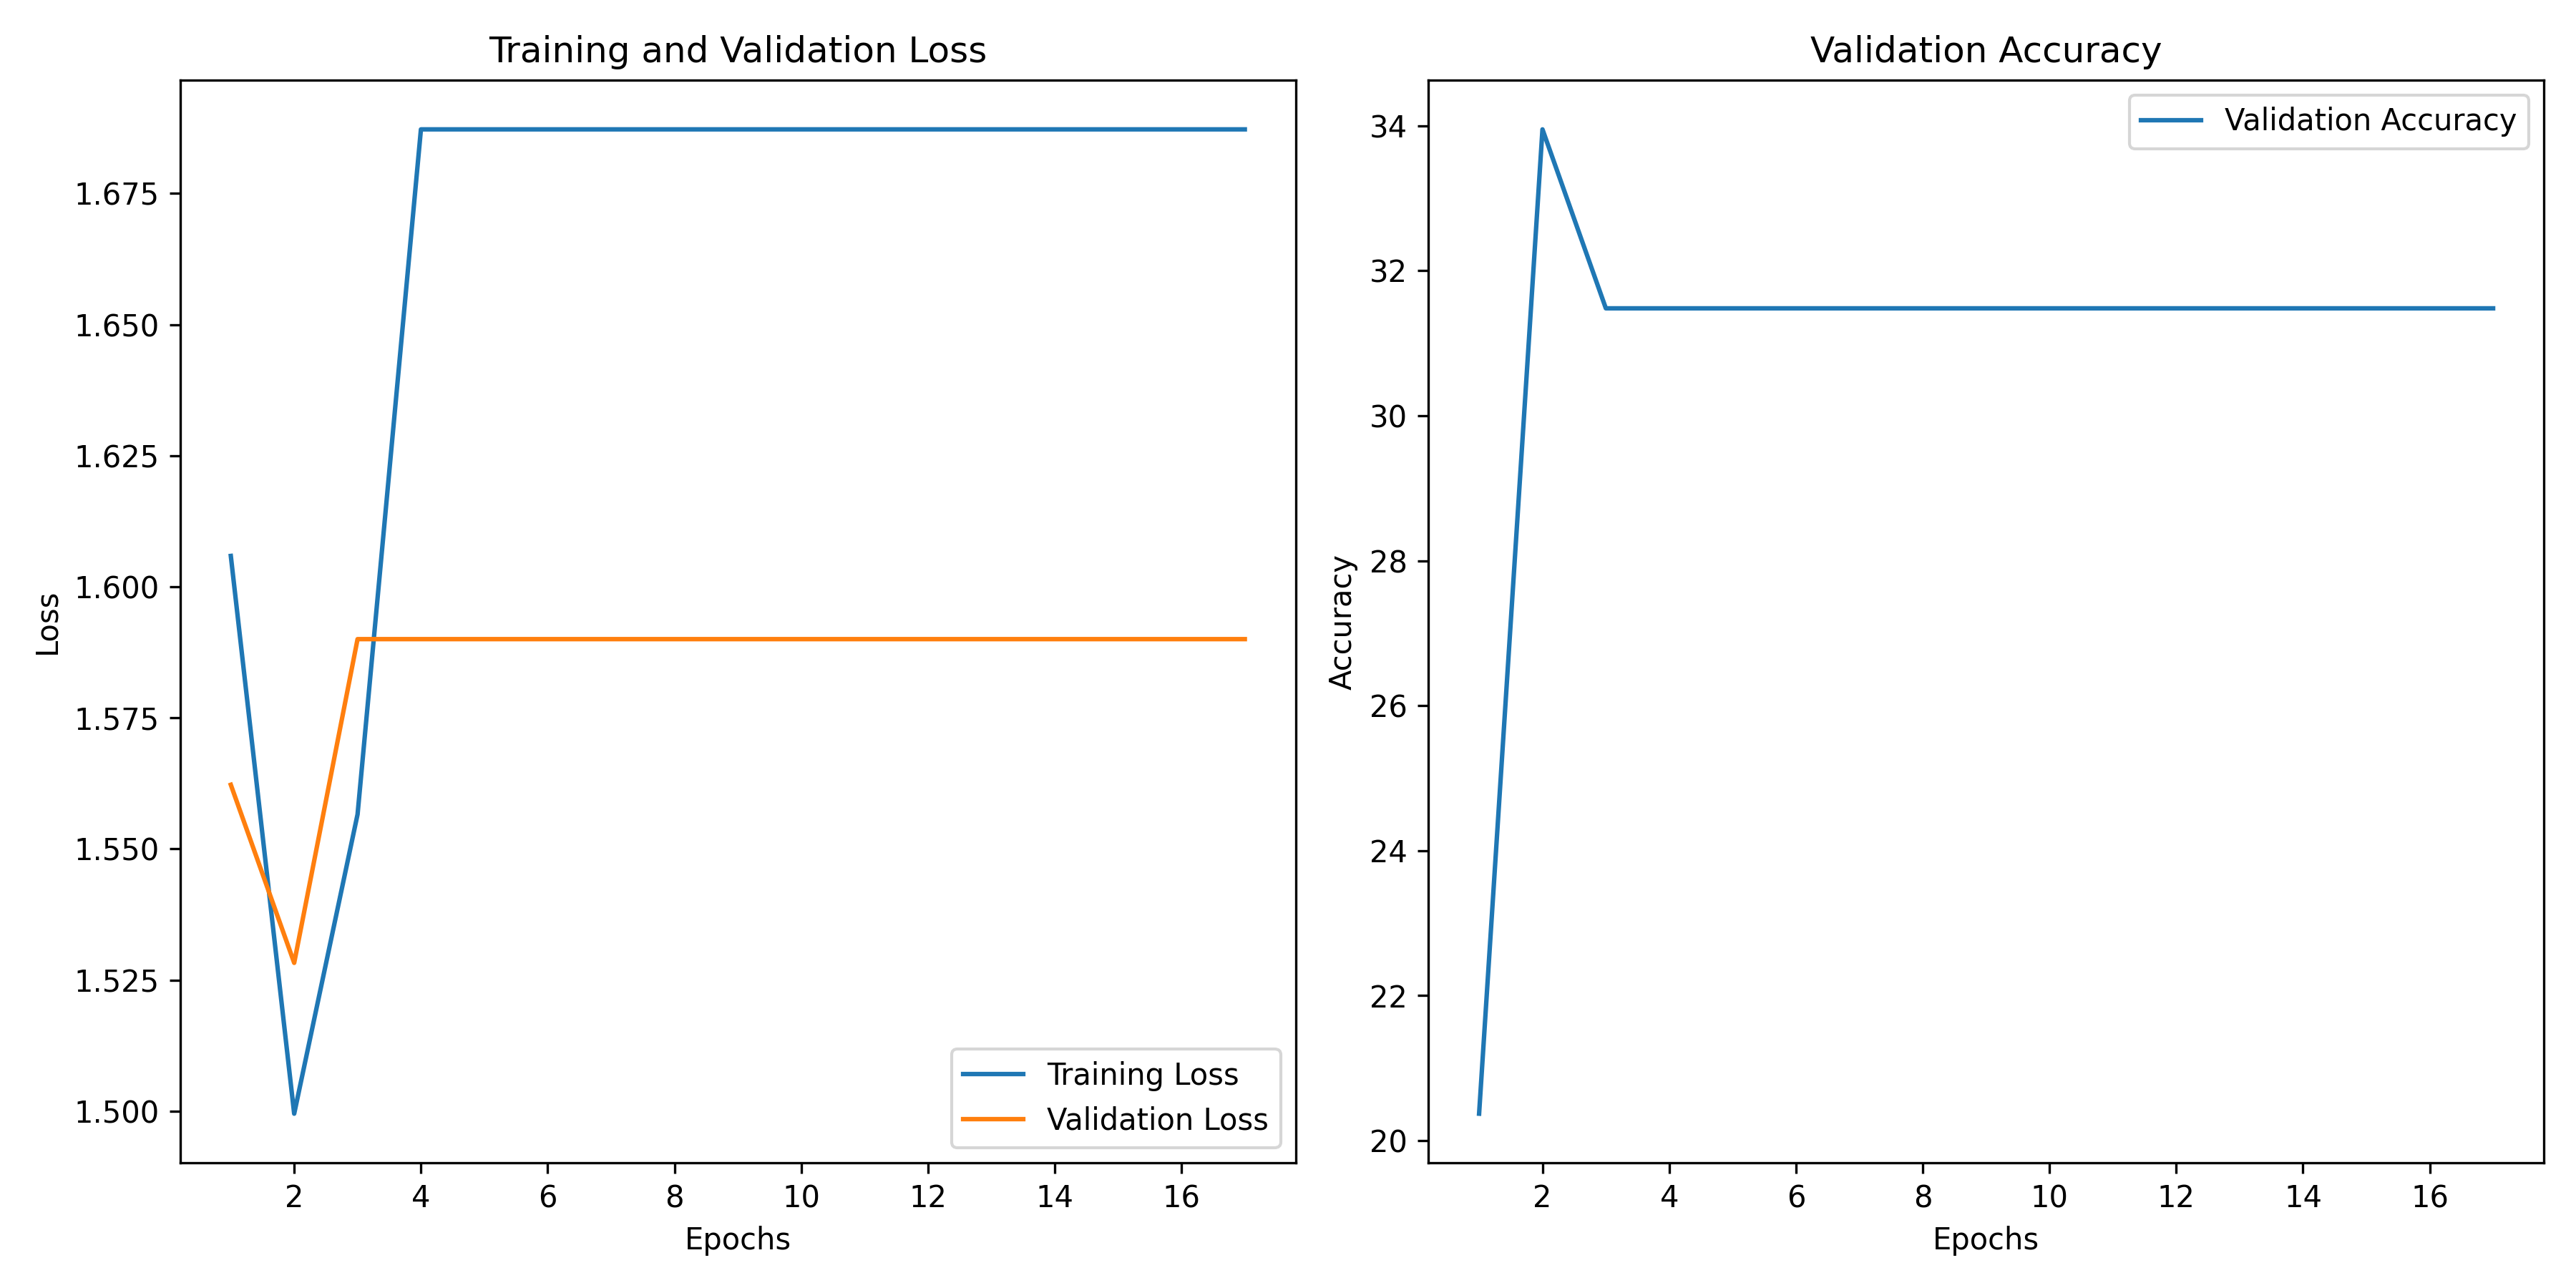 Training and Validation Loss
1.675
1.650
1.625
1.600
1.575
1.550
1.525
1.500
Loss
2 4 6 8 10 12 14 16
Epochs
Training Loss
Validation Loss
Validation Accuracy
Validation Accuracy
34
32
30
28
26
24
22
20
Accuracy
2 4 6 8 10 12 14 16
Epochs